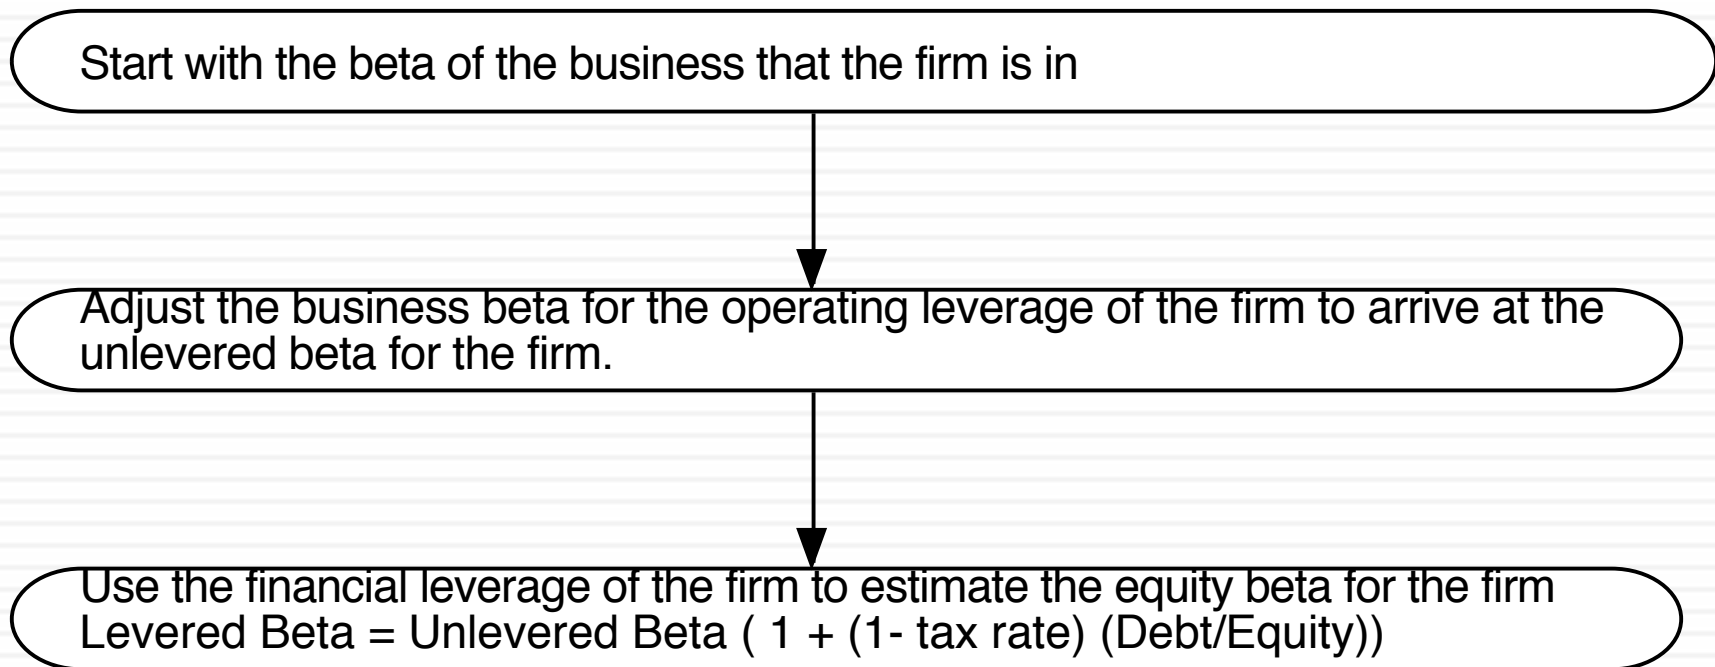 Start with the beta of the business that the firm is in
Adjust the business beta for the operating leverage of the firm to arrive at the
unlevered beta for the firm.
Use the financial leverage of the firm to estimate the equity beta for the firm
Levered Beta = Unlevered Beta ( 1 + (1- tax rate) (Debt/Equity))